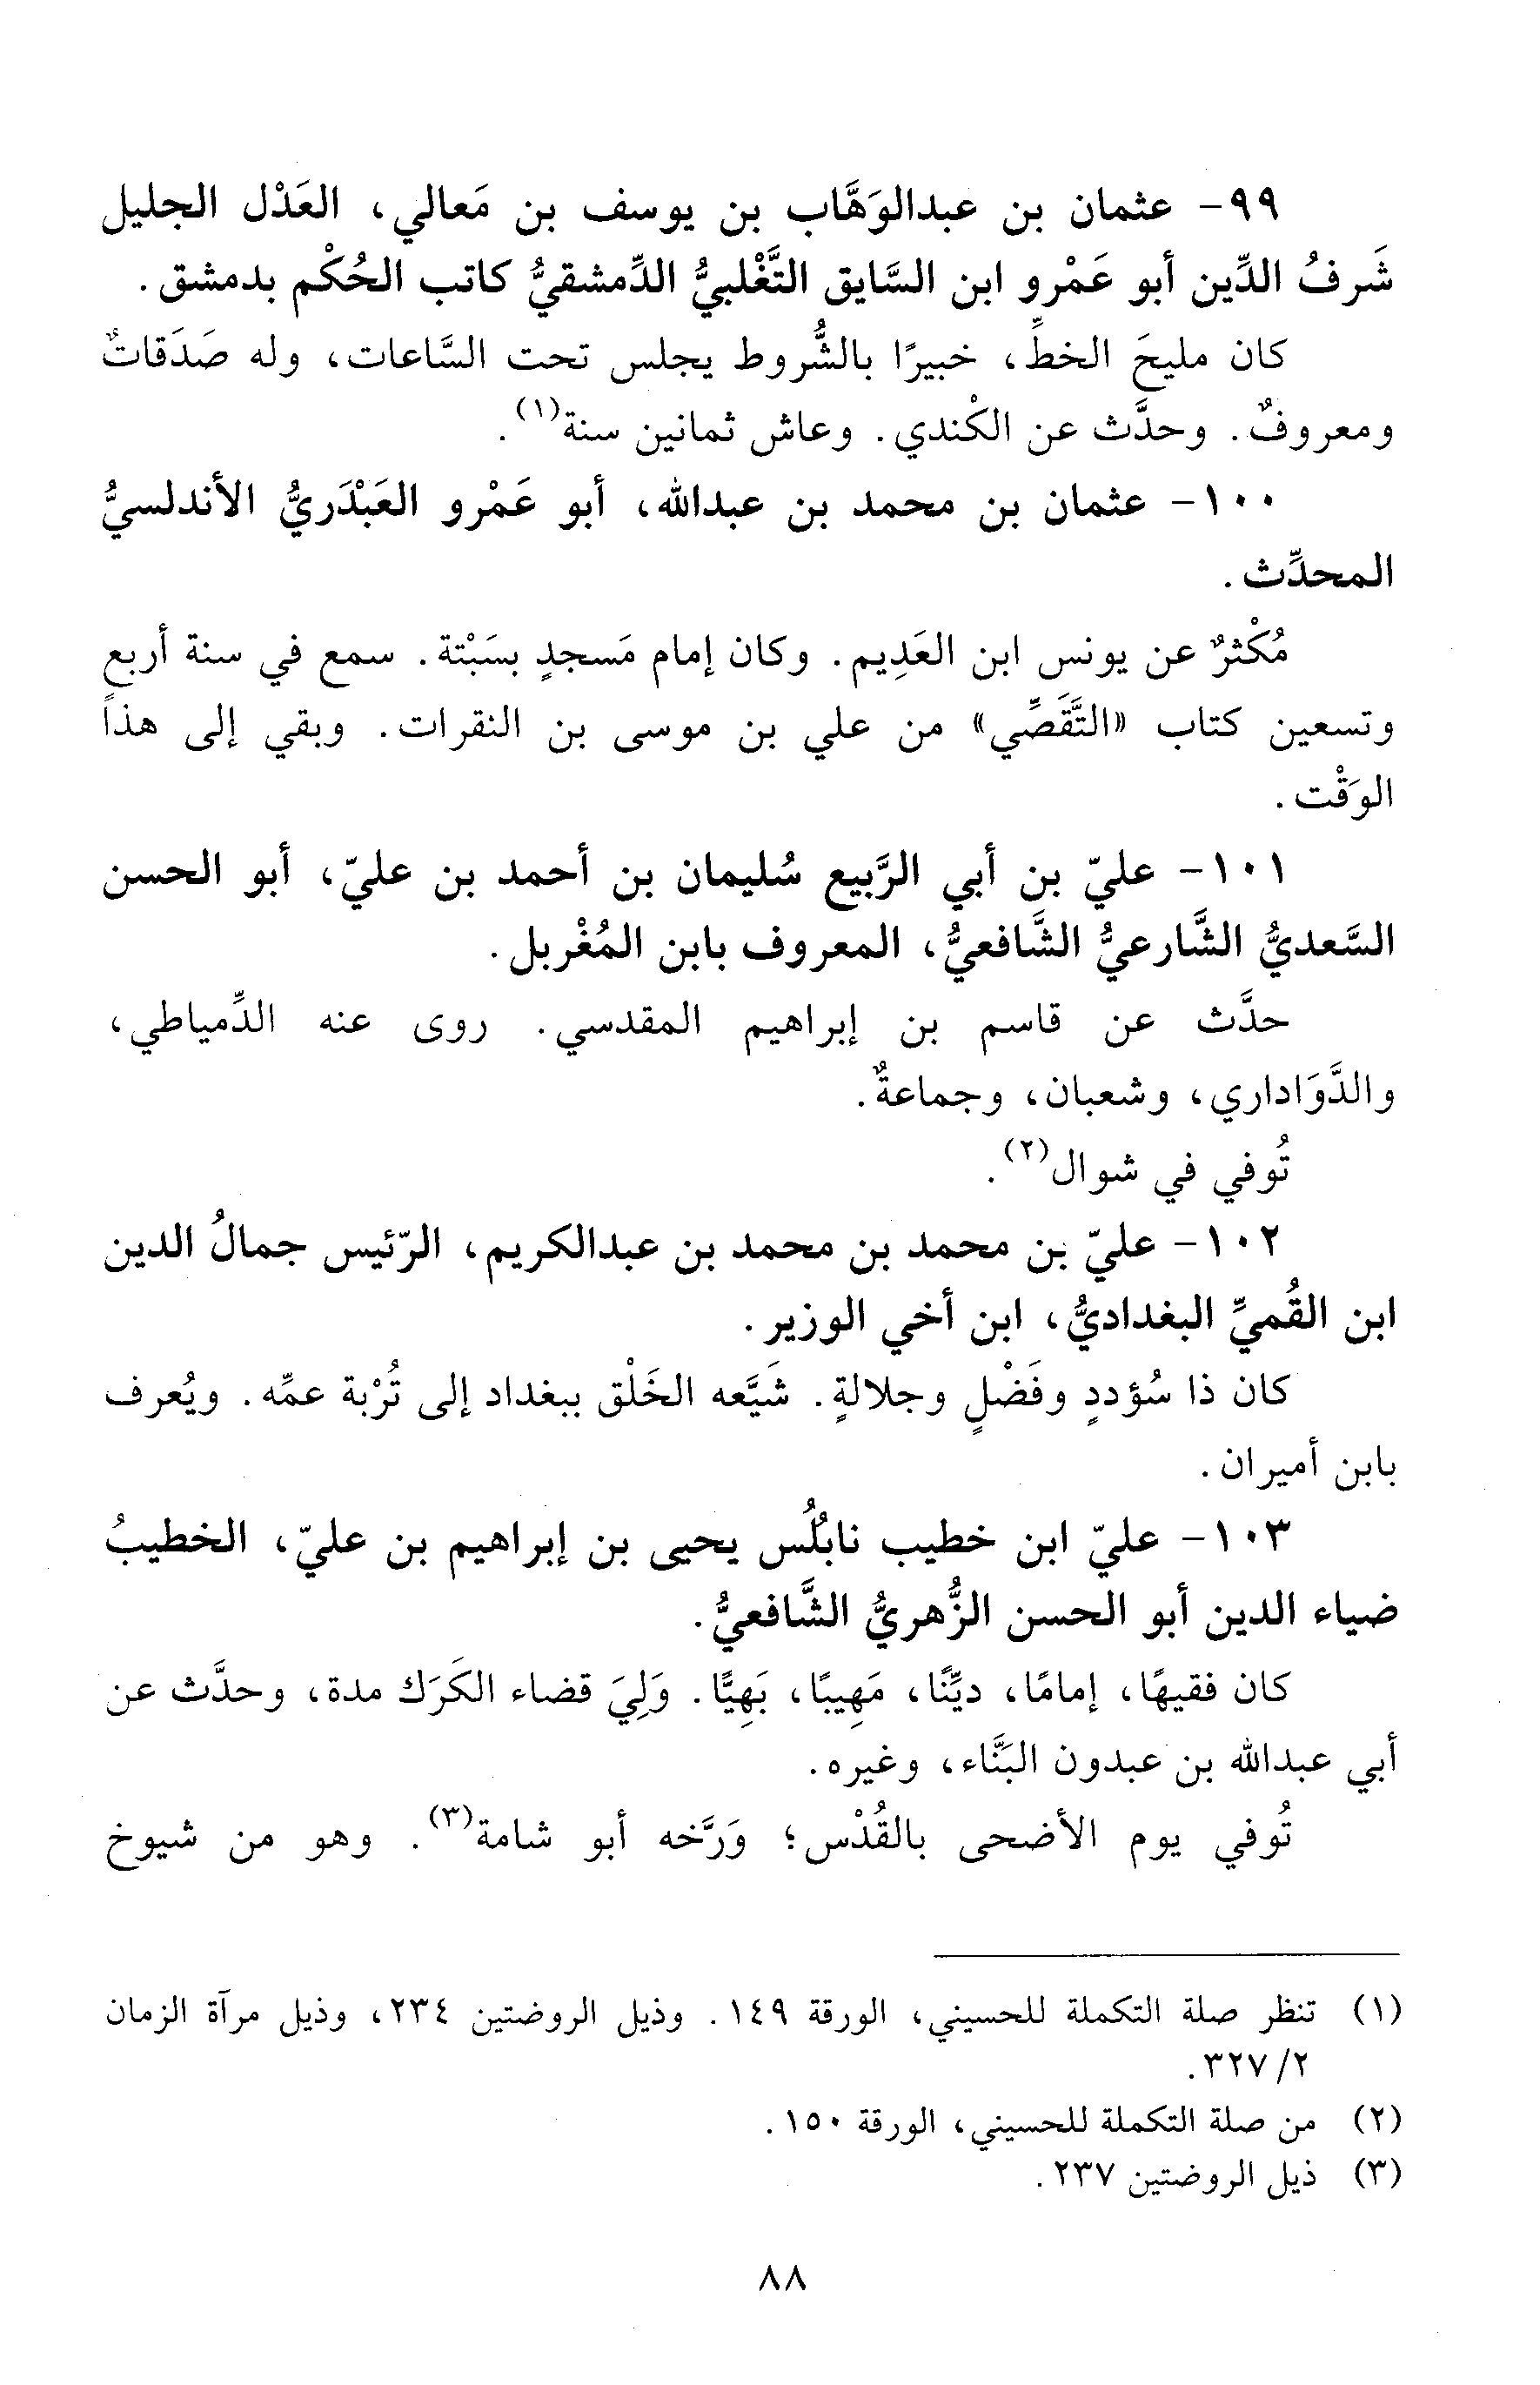 ٩٩- عثمان بن عبدالوَهَّاب بن يوسف بن مَعالي، العَدْل الجليل
شَرفُ الدِّين أبو عَمْرو ابن السَّايق التَّغْلبيُّ الدِّمشقيُّ كاتب الحُكْم بدمشق.
كان مليحَ الخطِّ، خبيرًا بالشُّروط يجلس تحت السَّاعات، وله صَدَقاتٌ
ومعروفٌ. وحدَّث عن الكْندي. وعاش ثمانين سنة(١).
١٠٠- عثمان بن محمد بن عبدالله، أبو عَمْرو العَبْدَريُّ الأندلسيُّ
المحدِّث.
مُكْثرٌ عن يونس ابن العَدِيم. وكان إمام مَسجدٍ بسَبْتة. سمع في سنة أربع
وتسعين كتاب «التَّقَصِّي» من علي بن موسى بن النقرات. وبقي إلى هذا
الوَقْت.
١٠١- عليّ بن أبي الرَّبيع سُليمان بن أحمد بن عليّ، أبو الحسن
السَّعديُّ الشَّارعيُّ الشَّافعيُّ، المعروف بابن المُغْربل.
حدَّث عن قاسم بن إبراهيم المقدسي. روى عنه الدِّمياطي،
والدَّوَاداري، وشعبان، وجماعةٌ.
تُوفي في شوال(٢).
١٠٢- عليّ بن محمد بن محمد بن عبدالكريم، الرّئيس جمالُ الدين
ابن القُميِّ البغداديُّ، ابن أخي الوزير.
كان ذا سُؤددٍ وفَضْلٍ وجلالةٍ. شَيَّعه الخَلْق ببغداد إلى تُرْبة عمِّه. ويُعرف
بابن أميران.
١٠٣- عليّ ابن خطيب نابُلُس يحيى بن إبراهيم بن عليّ، الخطيبُ
ضياء الدين أبو الحسن الزُّهريُّ الشَّافعيُّ.
كان فقيهًا، إمامًا، ديِّنًا، مَهِيبًا، بَهِيًّا. وَلِيَ قضاء الكَرَك مدة، وحدَّث عن
أبي عبدالله بن عبدون البَنَّاء، وغيره.
تُوفي يوم الأضحى بالقُدْس؛ وَرَّخه أبو شامة(٣). وهو من شيوخ
(١) تنظر صلة التكملة للحسيني، الورقة ١٤٩. وذيل الروضتين ٢٣٤، وذيل مرآة الزمان
٢/ ٣٢٧.
(٢) من صلة التكملة للحسيني، الورقة ١٥٠.
(٣) ذيل الروضتين ٢٣٧.
٨٨